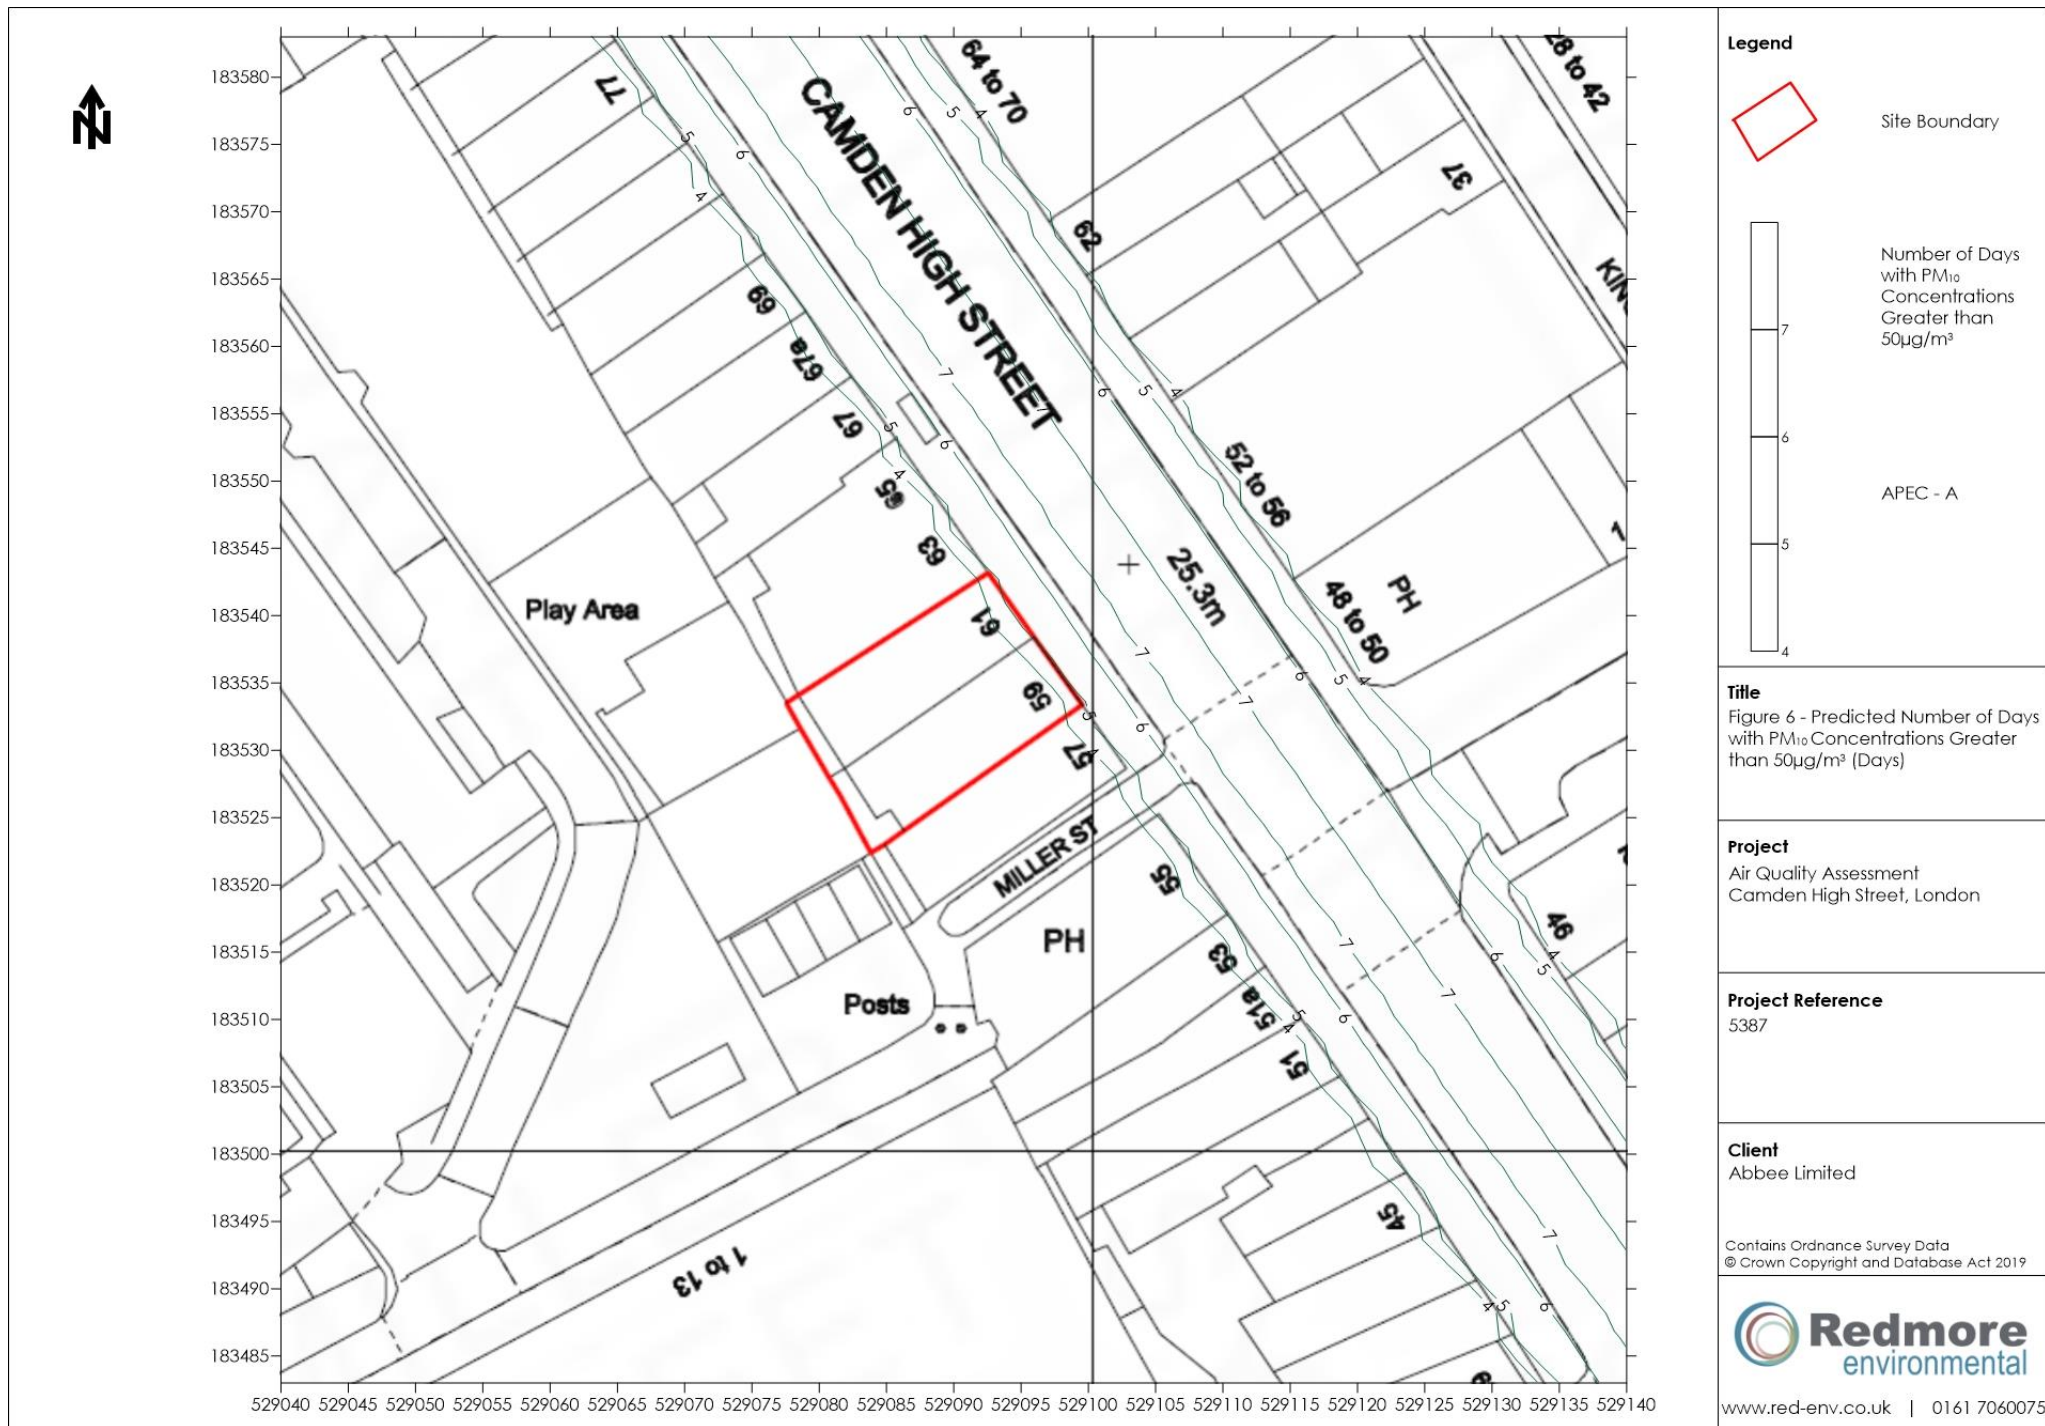 N
183580
183575
183570
183565
183560
183555
183550
183545
183540
183535
183530
183525
183520
183515
183510
183505
183500
183495
183490
183485
529040 529045 529050 529055 529060 529065 529070 529075 529080 529085 529090 529095 529100 529105 529110 529115 529120 529125 529130 529135 529140
CAMDEN HIGH STREET
64 to 70
28 to 42
77
37
62
69
67a
67
65
63
61
59
57
52 to 56
48 to 50
PH
25.3m
Play Area
MILLER ST
PH
Posts
55
53
51a
51
46
45
1 to 13
4
5
6
7
Legend
Site Boundary
Number of Days
with PM₁₀
Concentrations
Greater than
50µg/m³
7
6
5
4
APEC - A
Title
Figure 6 - Predicted Number of Days
with PM₁₀ Concentrations Greater
than 50µg/m³ (Days)
Project
Air Quality Assessment
Camden High Street, London
Project Reference
5387
Client
Abbee Limited
Contains Ordnance Survey Data
© Crown Copyright and Database Act 2019
Redmore
environmental
www.red-env.co.uk | 0161 7060075